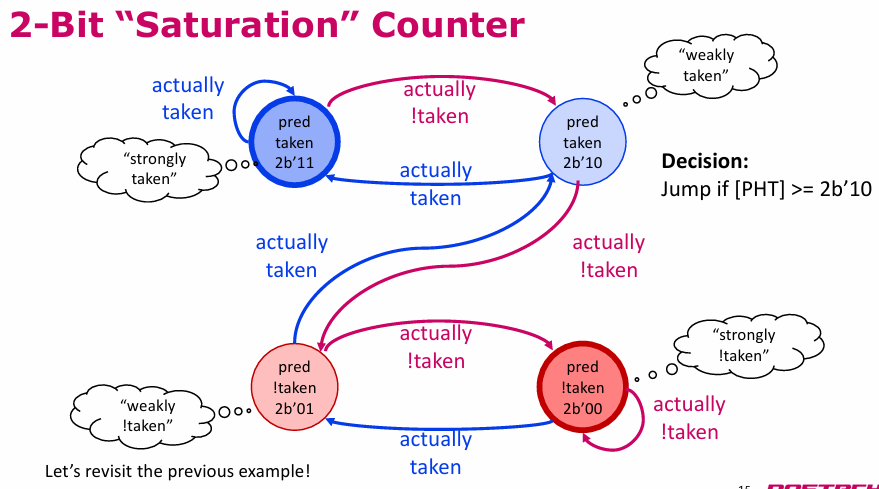 2-Bit “Saturation” Counter
“weakly
taken”
actually
taken
actually
!taken
pred
taken
2b’11
pred
taken
2b’10
“strongly
taken”
actually
taken
Decision:
Jump if [PHT] >= 2b’10
actually
taken
actually
!taken
actually
!taken
“strongly
!taken”
pred
!taken
2b’01
pred
!taken
2b’00
“weakly
!taken”
actually
!taken
actually
taken
Let’s revisit the previous example!